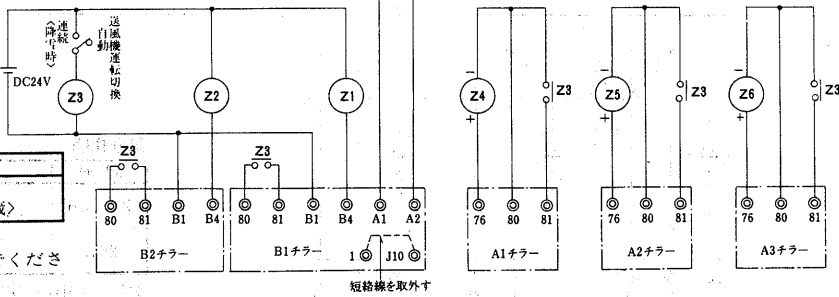 連続
〈降雪時〉
自動
送風機運転切換
DC24V
Z3
Z2
Z1
Z4
Z3
Z5
Z3
Z6
Z3
Z3
Z3
80 81 B1 B4
80 81 B1 B4 A1 A2
76 80 81
76 80 81
76 80 81
B2チラー
B1チラー
1 J10
A1チラー
A2チラー
A3チラー
短絡線を取外す
でくださ